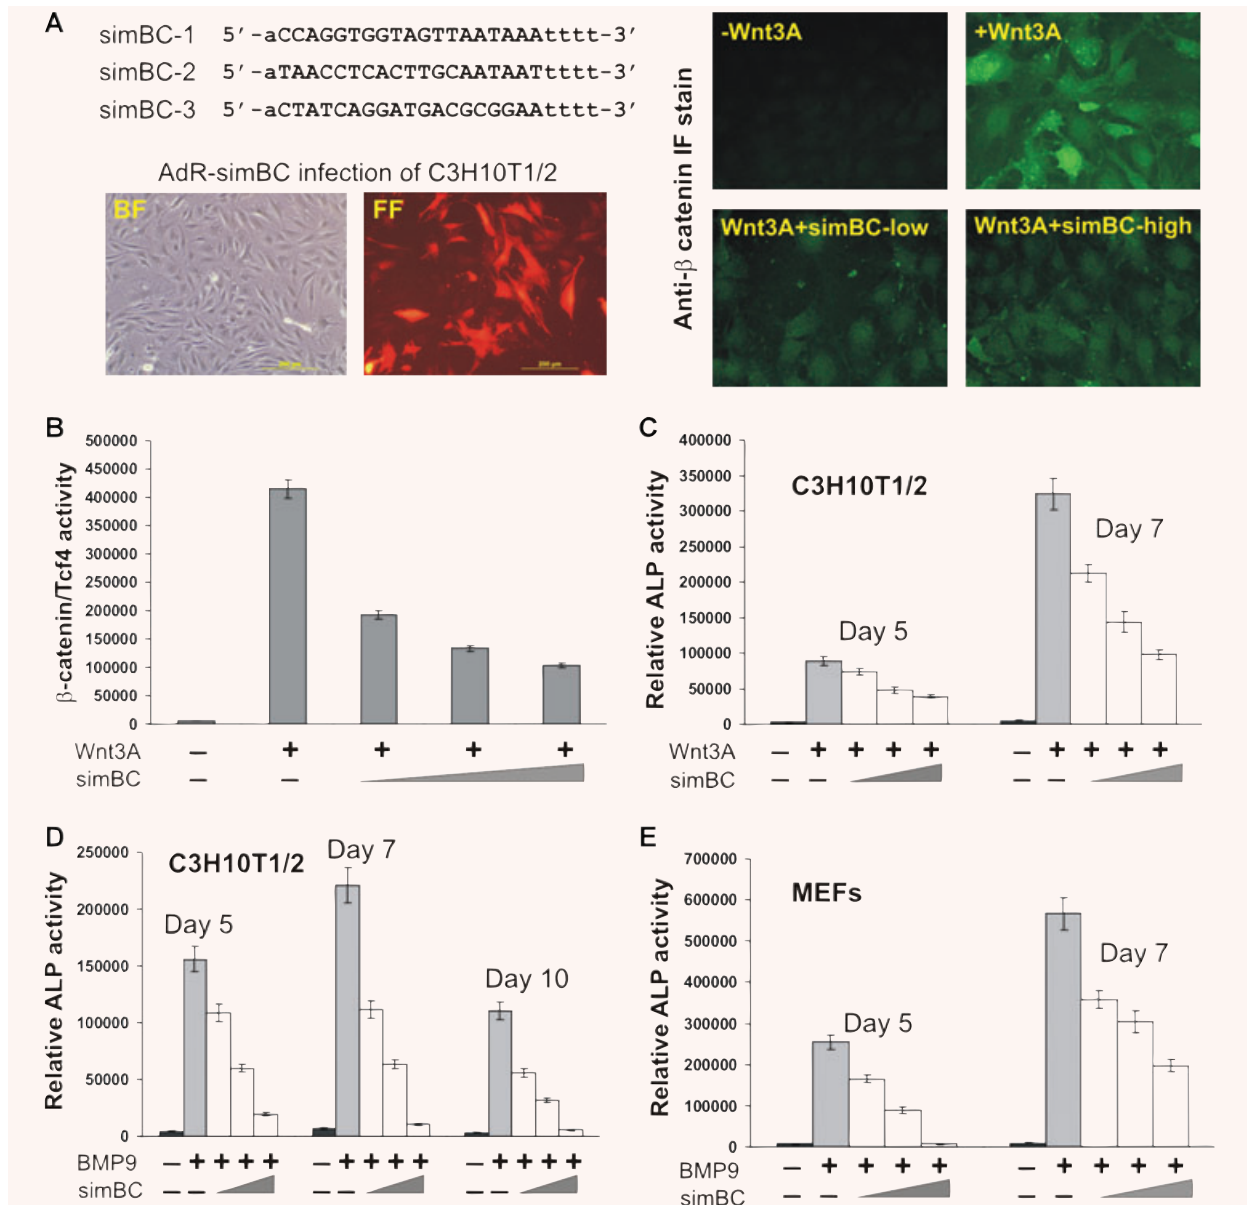 A
simBC-1 5′-aCCAGGTGGTAGTTAATAAAtttt-3′
simBC-2 5′-aTAACCTCACTTGCAATAATtttt-3′
simBC-3 5′-aCTATCAGGATGACGCGGAAtttt-3′
AdR-simBC infection of C3H10T1/2
BF
FF
200 µm
Anti-β catenin IF stain
-Wnt3A
+Wnt3A
Wnt3A+simBC-low
Wnt3A+simBC-high
B
β-catenin/Tcf4 activity
500000
450000
400000
350000
300000
250000
200000
150000
100000
50000
0
Wnt3A – + + + +
simBC – –
C
Relative ALP activity
400000
350000
300000
250000
200000
150000
100000
50000
0
C3H10T1/2
Day 5
Day 7
Wnt3A – + + + + – + + + +
simBC – – – –
D
Relative ALP activity
250000
200000
150000
100000
50000
0
C3H10T1/2
Day 5
Day 7
Day 10
BMP9 – + + + + – + + + + – + + + +
simBC – – – – – –
E
Relative ALP activity
700000
600000
500000
400000
300000
200000
100000
0
MEFs
Day 5
Day 7
BMP9 – + + + + – + + + +
simBC – – – –